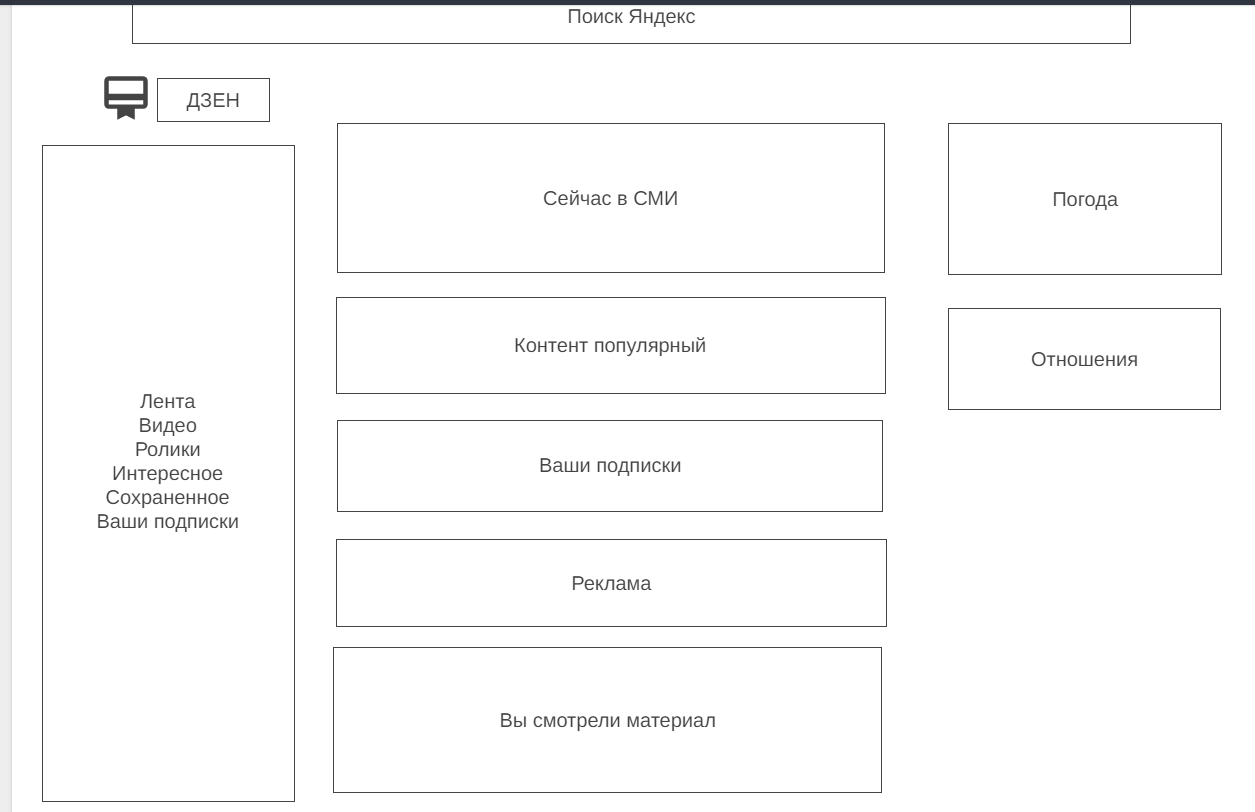 Поиск Яндекс
ДЗЕН
Лента
Видео
Ролики
Интересное
Сохраненное
Ваши подписки
Сейчас в СМИ
Контент популярный
Ваши подписки
Реклама
Вы смотрели материал
Погода
Отношения